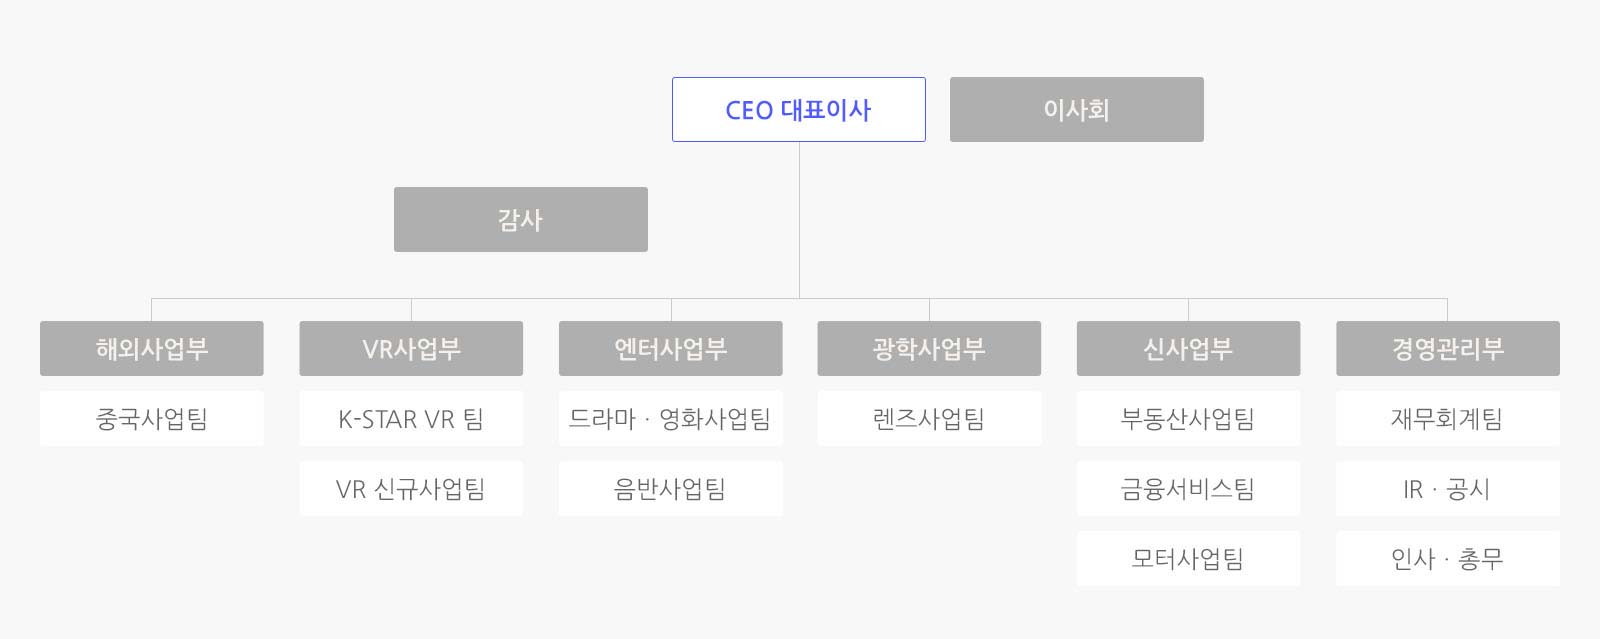 CEO 대표이사
이사회
감사
해외사업부
VR사업부
엔터사업부
광학사업부
신사업부
경영관리부
중국사업팀
K-STAR VR 팀
드라마 · 영화사업팀
렌즈사업팀
부동산사업팀
재무회계팀
VR 신규사업팀
음반사업팀
금융서비스팀
IR · 공시
모터사업팀
인사 · 총무